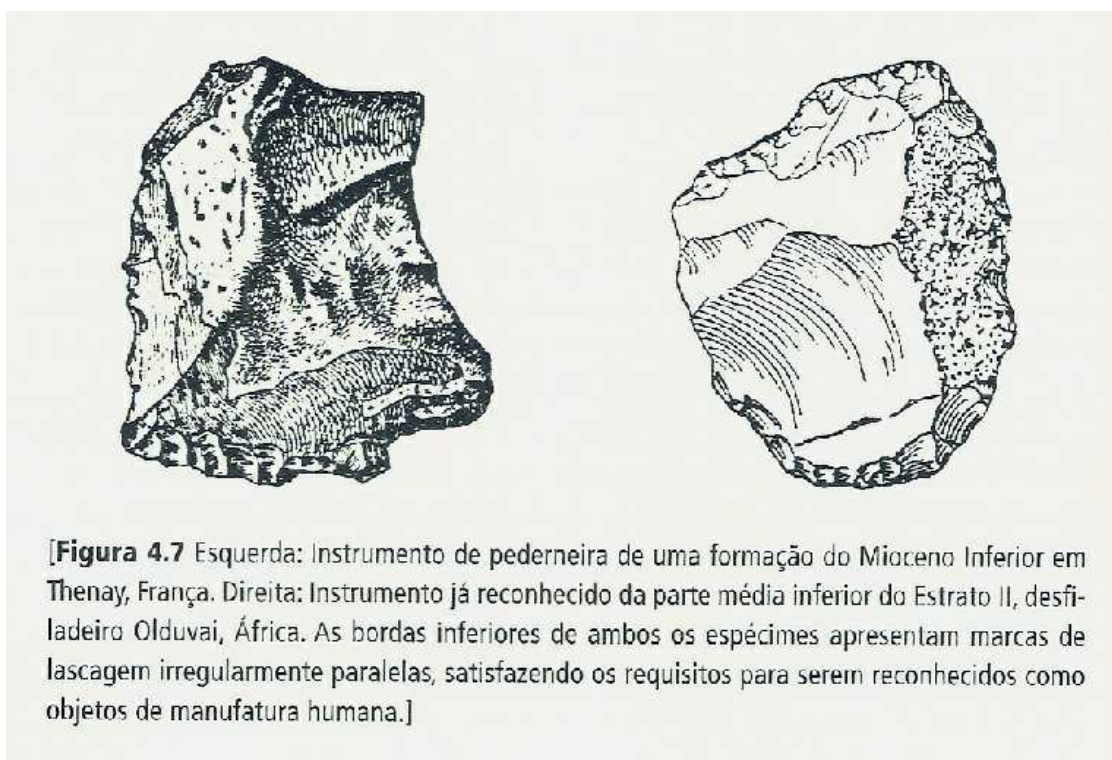 [Figura 4.7 Esquerda: Instrumento de pederneira de uma formação do Mioceno Inferior em
Thenay, França. Direita: Instrumento já reconhecido da parte média inferior do Estrato II, desfi-
ladeiro Olduvai, África. As bordas inferiores de ambos os espécimes apresentam marcas de
lascagem irregularmente paralelas, satisfazendo os requisitos para serem reconhecidos como
objetos de manufatura humana.]